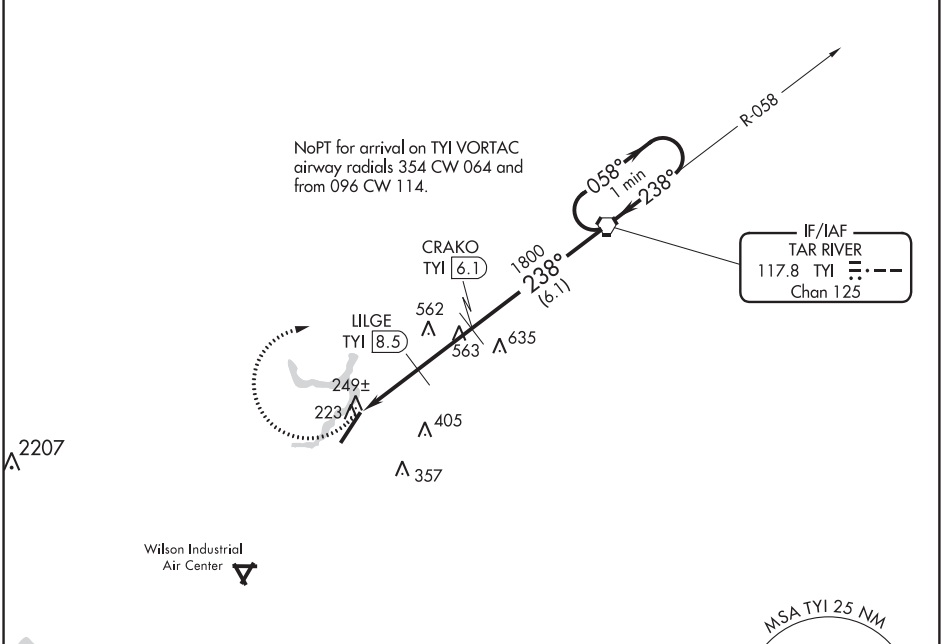 R-058
NoPT for arrival on TYI VORTAC
airway radials 354 CW 064 and
from 096 CW 114.
058°
1 min
238°
IF/IAF
TAR RIVER
117.8 TYI
Chan 125
CRAKO
TYI 6.1
1800
238°
(6.1)
562
LILGE
TYI 8.5
563
635
249±
223
405
357
2207
Wilson Industrial
Air Center
MSA TYI 25 NM